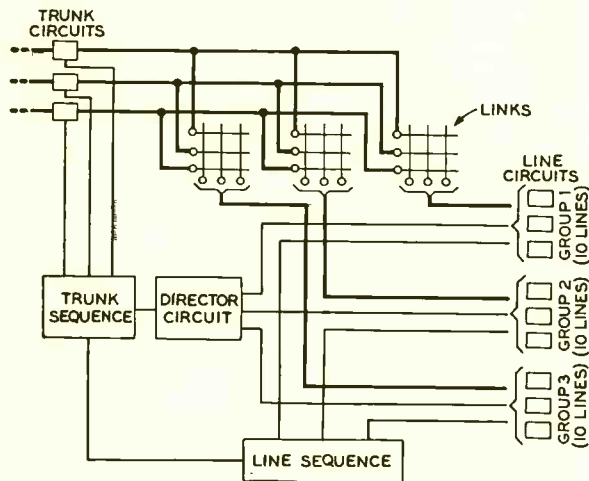 TRUNK
CIRCUITS
LINKS
LINE
CIRCUITS
GROUP 1
(10 LINES)
GROUP 2
(10 LINES)
GROUP 3
(10 LINES)
TRUNK
SEQUENCE
DIRECTOR
CIRCUIT
LINE SEQUENCE